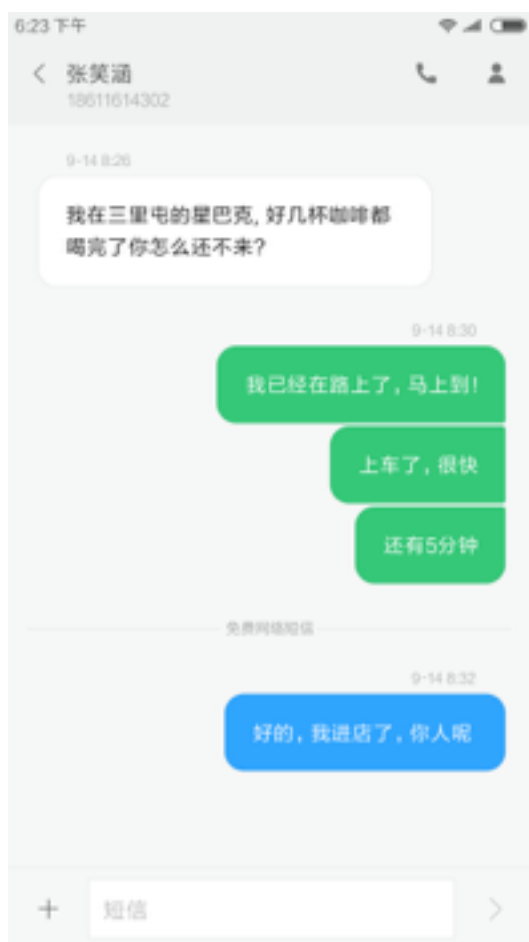 6:23 下午
张笑涵
18611614302
9-14 8:26
我在三里屯的星巴克, 好几杯咖啡都
喝完了你怎么还不来?
9-14 8:30
我已经在路上了, 马上到!
上车了, 很快
还有5分钟
免费网络短信
9-14 8:32
好的, 我进店了, 你人呢
短信